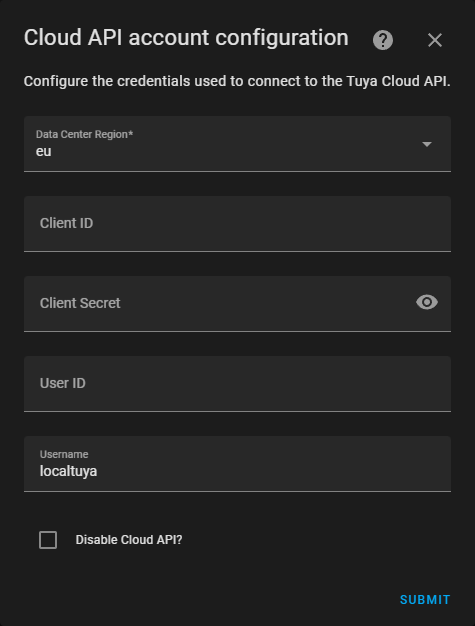 Cloud API account configuration
Configure the credentials used to connect to the Tuya Cloud API.
Data Center Region*
eu
Client ID
Client Secret
User ID
Username
localtuya
Disable Cloud API?
SUBMIT